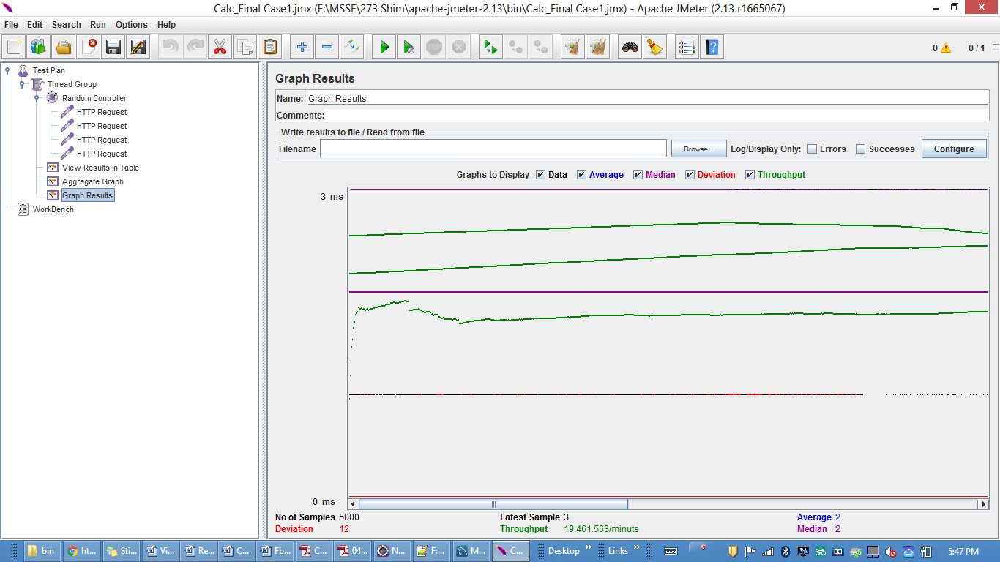 Calc_Final Case1.jmx (F:\MSSE\273 Shim\apache-jmeter-2.13\bin\Calc_Final Case1.jmx) - Apache JMeter (2.13 r1665067)
File Edit Search Run Options Help
STOP
0 0 / 1
Test Plan
Thread Group
Random Controller
HTTP Request
HTTP Request
HTTP Request
HTTP Request
View Results in Table
Aggregate Graph
Graph Results
WorkBench
Graph Results
Name: Graph Results
Comments:
Write results to file / Read from file
Filename Browse... Log/Display Only: Errors Successes Configure
Graphs to Display Data Average Median Deviation Throughput
3 ms
0 ms
No of Samples 5000 Latest Sample 3 Average 2
Deviation 12 Throughput 19,461.563/minute Median 2
bin ht... Sti... Vi... Re... C... Fb... C... 04... N... F:... M... C... Desktop » Links » 5:47 PM